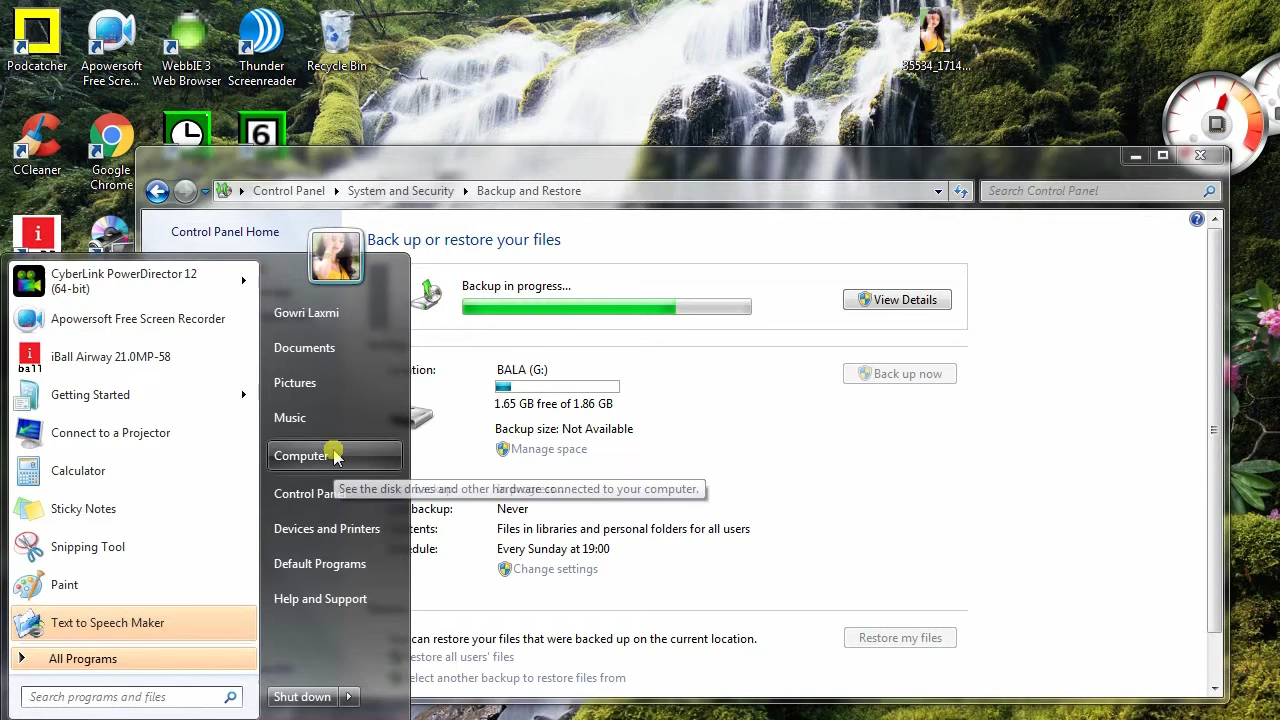 Podcatcher
Apowersoft
Free Scre...
WebbIE 3
Web Browser
Thunder
Screenreader
Recycle Bin
35534_1714...
CCleaner
Google
Chrome
6
i
Control Panel
System and Security
Backup and Restore
Search Control Panel
Control Panel Home
Back up or restore your files
Backup in progress...
View Details
BALA (G:)
Back up now
1.65 GB free of 1.86 GB
Backup size: Not Available
Manage space
Never
Files in libraries and personal folders for all users
Every Sunday at 19:00
Change settings
can restore your files that were backed up on the current location.
Restore my files
estore all users' files
elect another backup to restore files from
CyberLink PowerDirector 12
(64-bit)
Apowersoft Free Screen Recorder
i
ball
iBall Airway 21.0MP-58
Getting Started
Connect to a Projector
Calculator
Sticky Notes
Snipping Tool
Paint
Text to Speech Maker
All Programs
Search programs and files
Gowri Laxmi
Documents
Pictures
Music
Computer
See the disk drives and other hardware connected to your computer.
Control Pan
Devices and Printers
Default Programs
Help and Support
Shut down